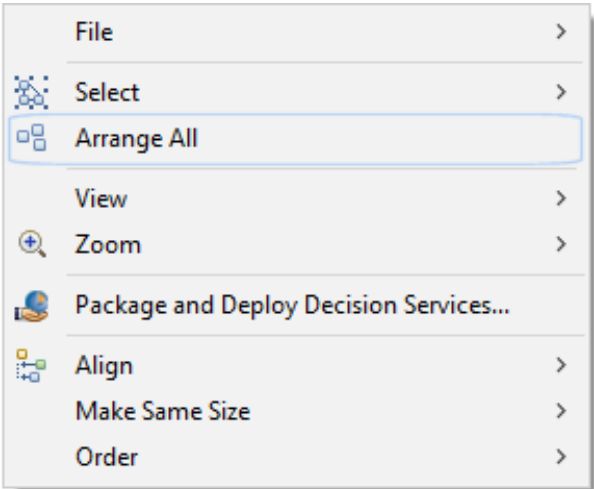 File
Select
Arrange All
View
Zoom
Package and Deploy Decision Services...
Align
Make Same Size
Order